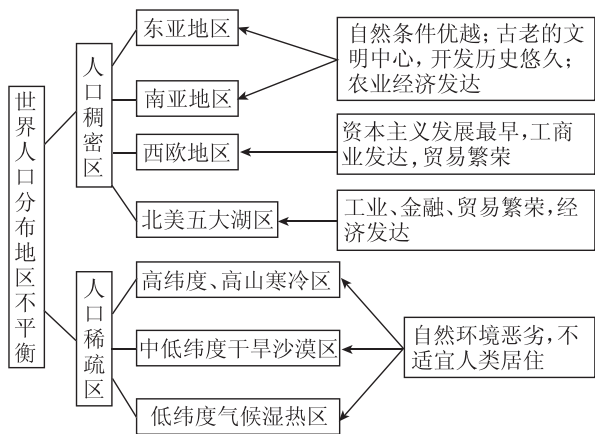 世界人口分布地区不平衡
人口稠密区
东亚地区
南亚地区
西欧地区
北美五大湖区
自然条件优越；古老的文
明中心，开发历史悠久；
农业经济发达
资本主义发展最早，工商
业发达，贸易繁荣
工业、金融、贸易繁荣，经
济发达
人口稀疏区
高纬度、高山寒冷区
中低纬度干旱沙漠区
低纬度气候湿热区
自然环境恶劣，不
适宜人类居住